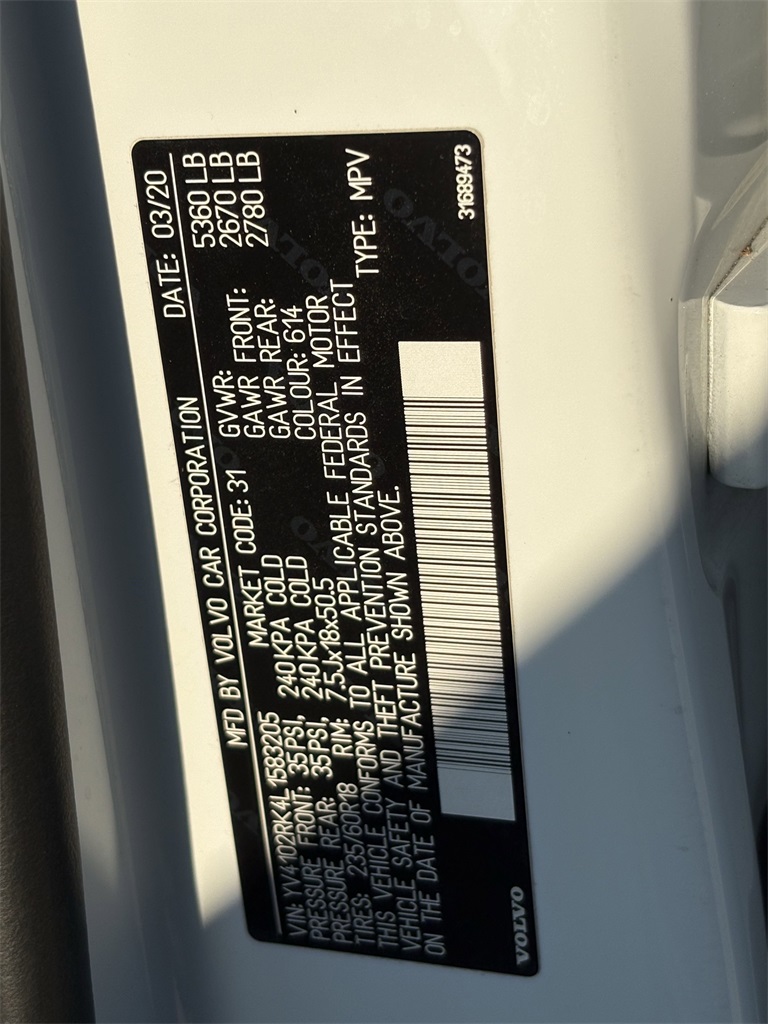 MFD BY VOLVO CAR CORPORATION DATE: 03/20
VIN: YV4102RK4L1583205 MARKET CODE: 31 GVWR: 5360 LB
PRESSURE FRONT: 35PSI, 240KPA COLD GAWR FRONT: 2670 LB
PRESSURE REAR: 35PSI, 240KPA COLD GAWR REAR: 2780 LB
TIRES: 235/60R18 RIM: 7.5Jx18x50.5 COLOUR: 614
THIS VEHICLE CONFORMS TO ALL APPLICABLE FEDERAL MOTOR
VEHICLE SAFETY AND THEFT PREVENTION STANDARDS IN EFFECT
ON THE DATE OF MANUFACTURE SHOWN ABOVE. TYPE: MPV
VOLVO 31689473